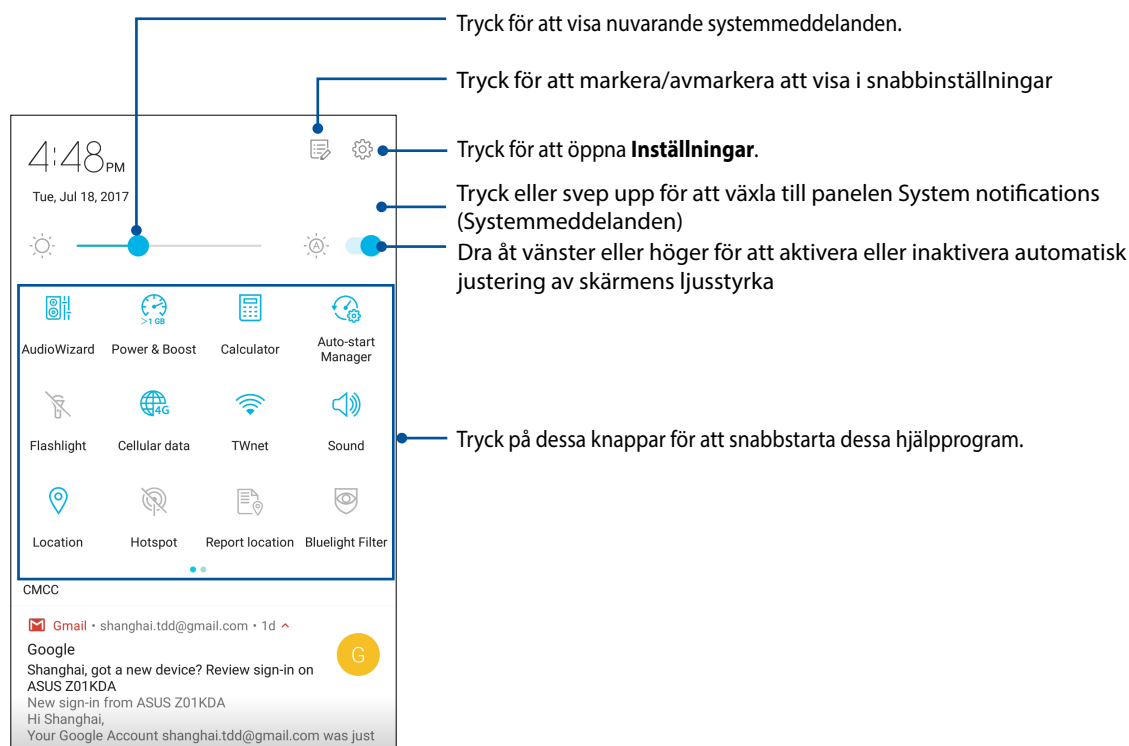 Tryck för att visa nuvarande systemmeddelanden.
Tryck för att markera/avmarkera att visa i snabbinställningar
Tryck för att öppna Inställningar.
Tryck eller svep upp för att växla till panelen System notifications
(Systemmeddelanden)
Dra åt vänster eller höger för att aktivera eller inaktivera automatisk
justering av skärmens ljusstyrka
Tryck på dessa knappar för att snabbstarta dessa hjälpprogram.
4:48 PM
Tue, Jul 18, 2017
A
>1 GB
AudioWizard Power & Boost Calculator Auto-start
Manager
4G
Flashlight Cellular data TWnet Sound
Location Hotspot Report location Bluelight Filter
CMCC
Gmail • shanghai.tdd@gmail.com • 1d
Google
G
Shanghai, got a new device? Review sign-in on
ASUS Z01KDA
New sign-in from ASUS Z01KDA
Hi Shanghai,
Your Google Account shanghai.tdd@gmail.com was just